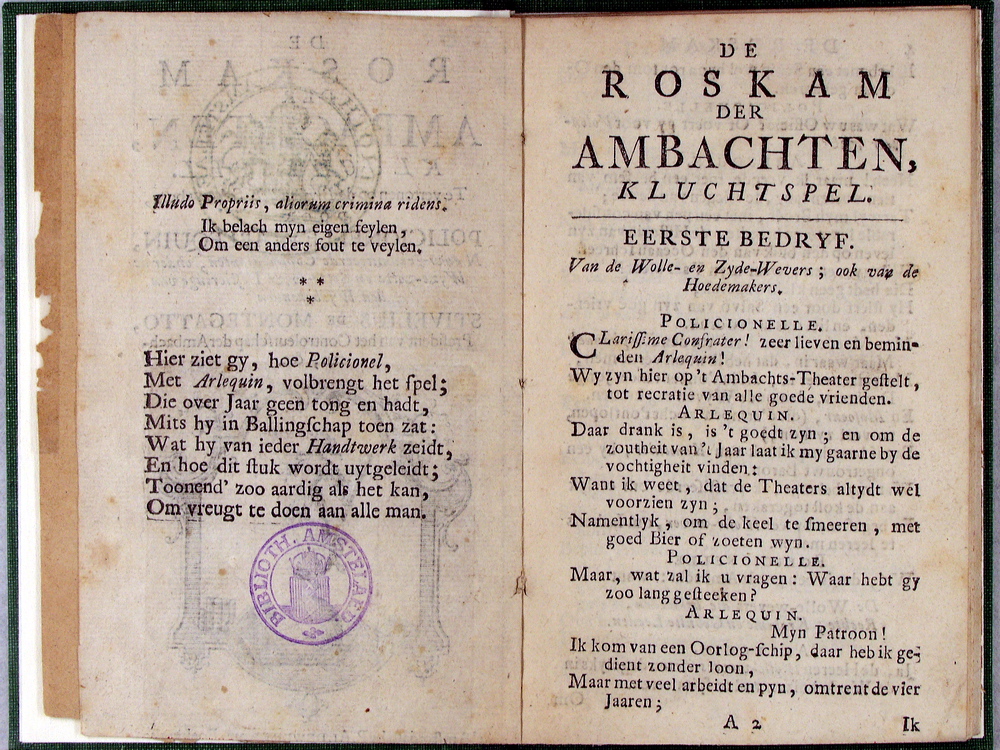 Illudo Propriis, aliorum crimina ridens.
Ik belach myn eigen feylen,
Om een anders fout te veylen.
* *
*
Hier ziet gy, hoe Policionel,
Met Arlequin, volbrengt het ſpel;
Die over Jaar geen tong en hadt,
Mits hy in Ballingſchap toen zat:
Wat hy van ieder Handtwerk zeidt,
En hoe dit ſtuk wordt uytgeleidt;
Toonend' zoo aardig als het kan,
Om vreugt te doen aan alle man.
BIBLIOTH. AMSTELAED.
DE
ROSKAM
DER
AMBACHTEN,
KLUCHTSPEL.
EERSTE BEDRYF.
Van de Wolle- en Zyde-Wevers; ook van de
Hoedemakers.
POLICIONELLE.
CLariſſime Confrater! zeer lieven en bemin-
den Arlequin!
Wy zyn hier op 't Ambachts-Theater geſtelt,
tot recratie van alle goede vrienden.
ARLEQUIN.
Daar drank is, is 't goedt zyn; en om de
zoutheit van 't Jaar laat ik my gaarne by de
vochtigheit vinden:
Want ik weet, dat de Theaters altydt wel
voorzien zyn;
Namentlyk, om de keel te ſmeeren, met
goed Bier of zoeten wyn.
POLICIONELLE.
Maar, wat zal ik u vragen: Waar hebt gy
zoo lang geſteeken?
ARLEQUIN.
Myn Patroon!
Ik kom van een Oorlog-ſchip, daar heb ik ge-
dient zonder loon,
Maar met veel arbeidt en pyn, omtrent de vier
Jaaren;
A 2 Ik